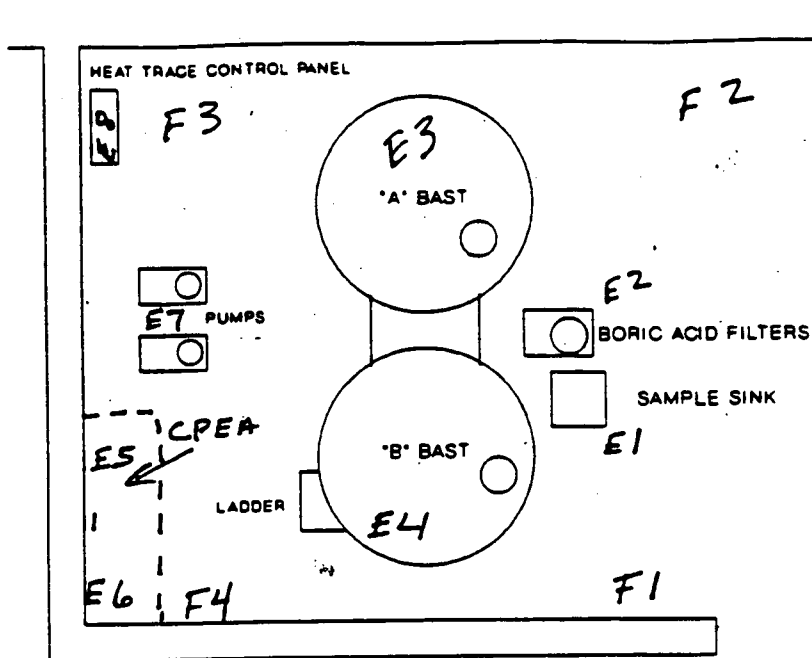 HEAT TRACE CONTROL PANEL
F3
F2
E3
"A" BAST
E2
E7 PUMPS
BORIC ACID FILTERS
SAMPLE SINK
CPEA
E5
"B" BAST
E1
LADDER
E4
E6
F4
F1